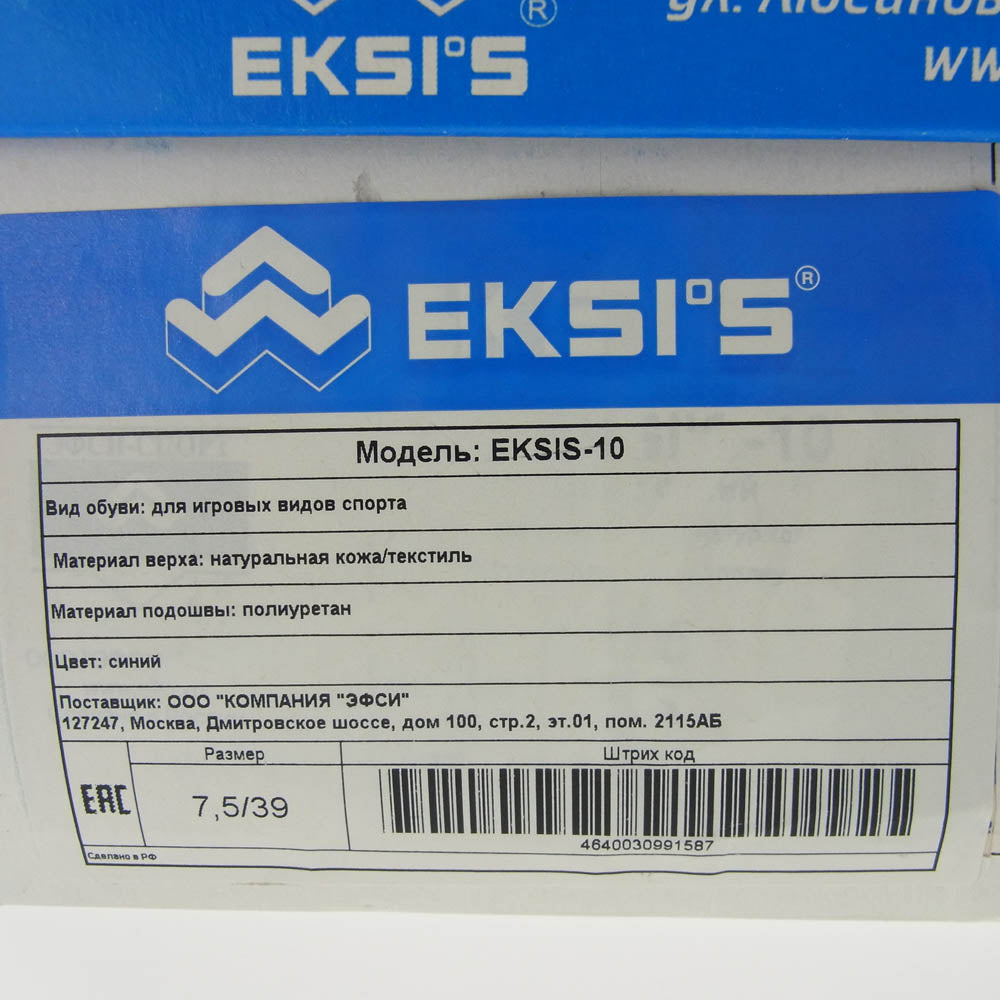 ®
EKSI°S
ул.
EKSI°S®
Модель: EKSIS-10
Вид обуви: для игровых видов спорта
Материал верха: натуральная кожа/текстиль
Материал подошвы: полиуретан
Цвет: синий
Поставщик: ООО "КОМПАНИЯ "ЭФСИ"
127247, Москва, Дмитровское шоссе, дом 100, стр.2, эт.01, пом. 2115АБ
Размер Штрих код
EAC 7,5/39
4640030991587
Сделано в РФ